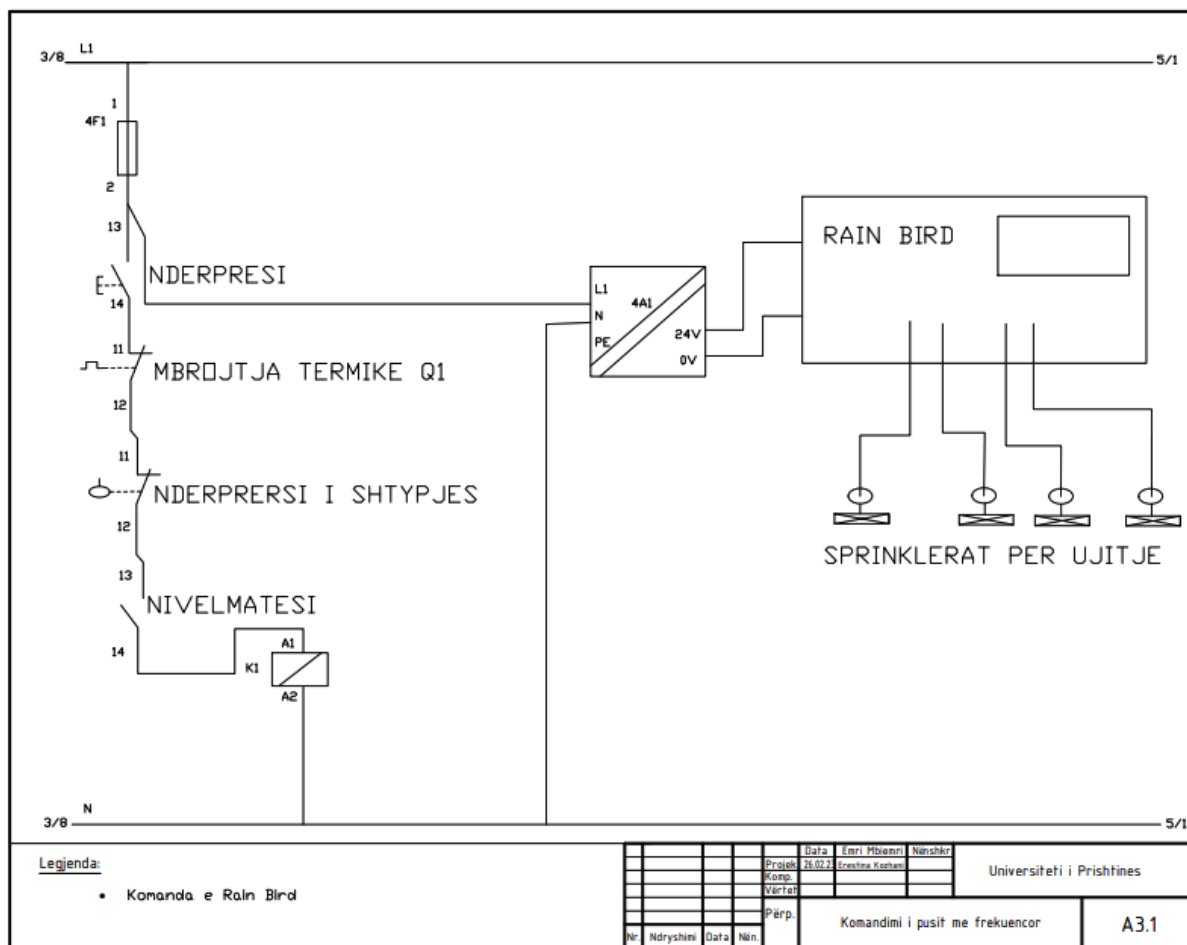 3/8 L1 5/1
1
4F1
2
13
NDERPRESI
14
11
MBROJTJA TERMIKE Q1
12
11
NDERPRERSI I SHTYPJES
12
13
NIVELMATESI
14
A1
K1
A2
L1
4A1
N
24V
PE
0V
RAIN BIRD
SPRINKLERAT PER UJITJE
N
3/8 5/1
Legjenda:
• Komanda e Rain Bird
Data Emri Mbiemri Nënshkr
Projek 26.02.23 Erestina Kozhani
Komp.
Vërtet
Përp.
Nr. Ndryshimi Data Nën.
Universiteti i Prishtines
Komandimi i pusit me frekuencor
A3.1